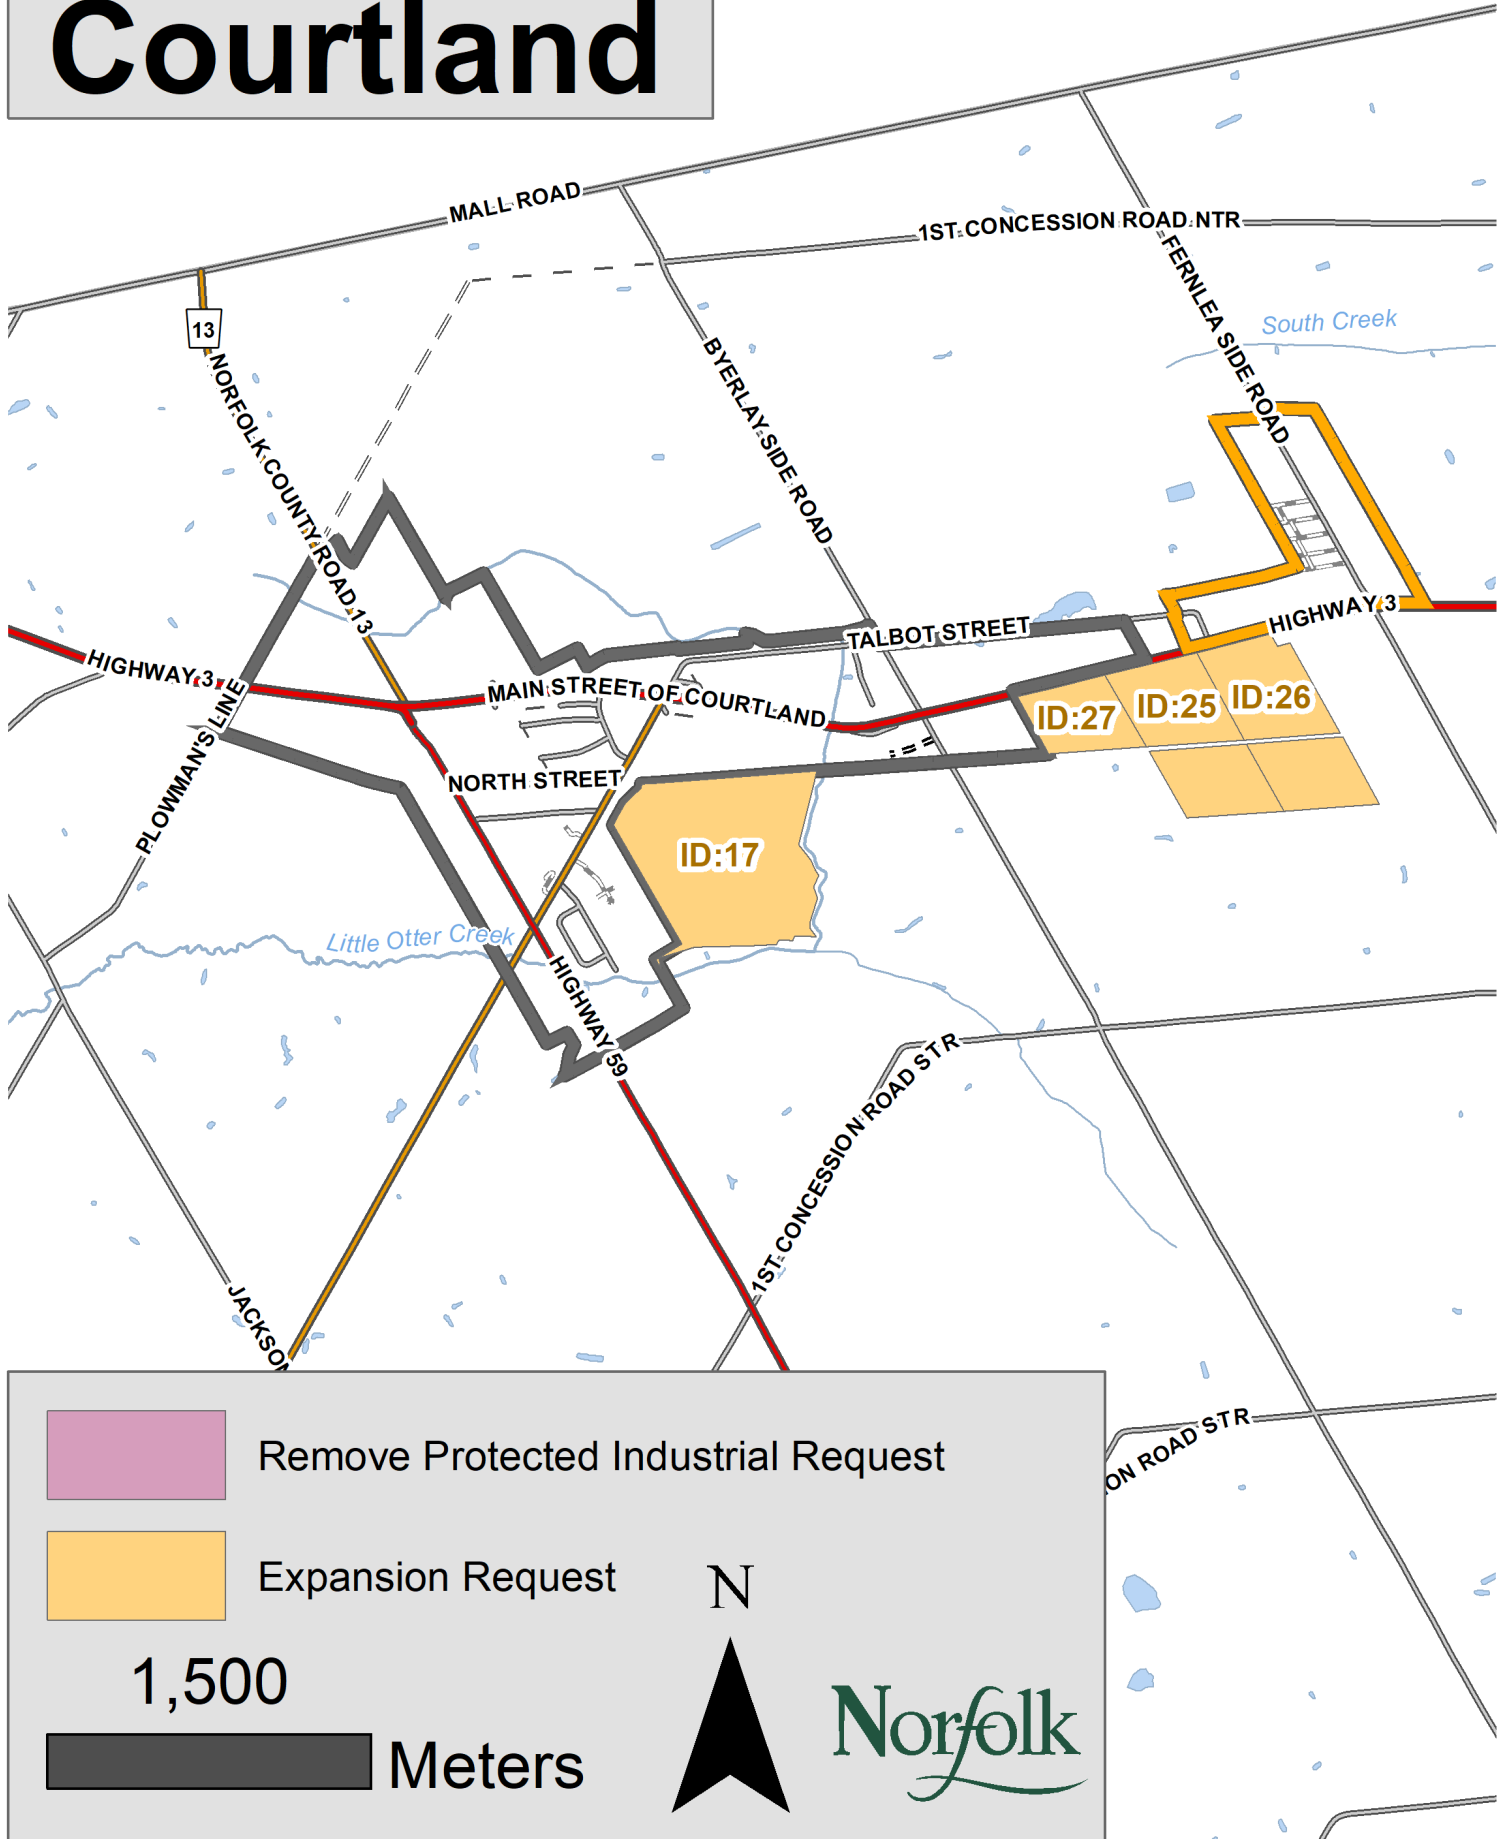 Courtland
MALL ROAD
1ST CONCESSION ROAD NTR
13
FERNLEA SIDE ROAD
South Creek
NORFOLK COUNTY ROAD 13
BYERLAY SIDE ROAD
HIGHWAY 3
TALBOT STREET
HIGHWAY 3
MAIN STREET OF COURTLAND
ID:27
ID:25
ID:26
PLOWMAN'S LINE
NORTH STREET
ID:17
Little Otter Creek
HIGHWAY 59
1ST CONCESSION ROAD STR
JACKSON
ON ROAD STR
Remove Protected Industrial Request
Expansion Request
N
1,500
Meters
Norfolk